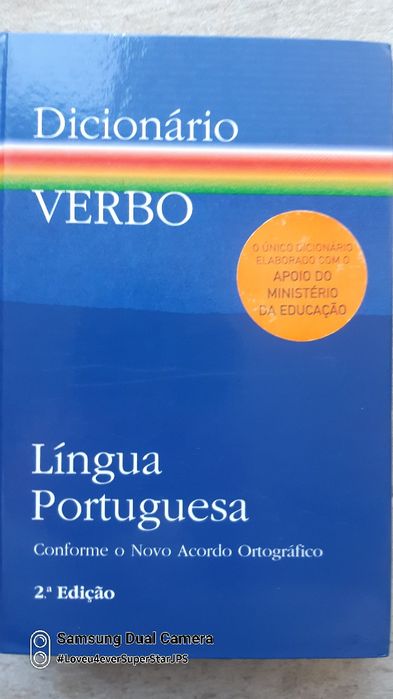 Dicionário
VERBO
O ÚNICO DICIONÁRIO
ELABORADO COM O
APOIO DO
MINISTÉRIO
DA EDUCAÇÃO
Língua
Portuguesa
Conforme o Novo Acordo Ortográfico
2.ª Edição
Samsung Dual Camera
#Loveu4everSuperStarJPS